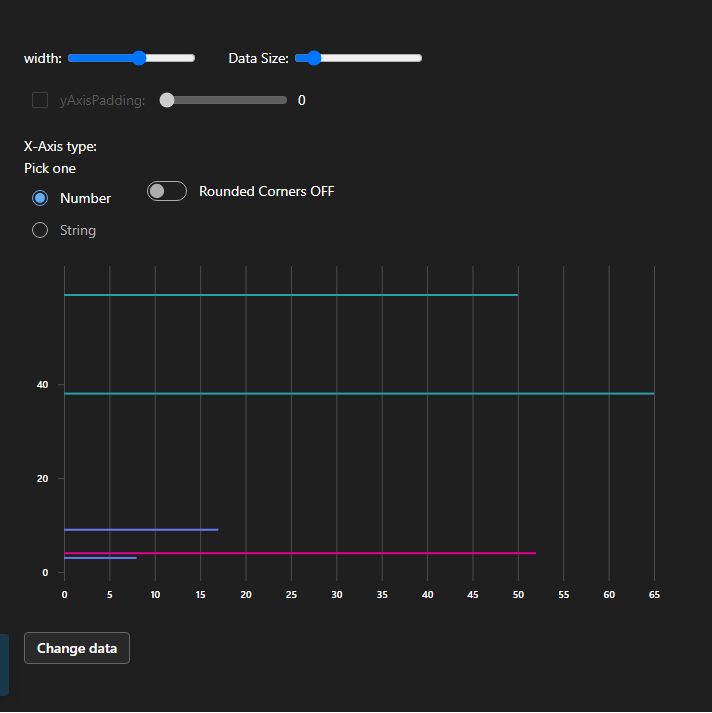 width: Data Size:
yAxisPadding: 0
X-Axis type:
Pick one
Number Rounded Corners OFF
String
40
20
0
0 5 10 15 20 25 30 35 40 45 50 55 60 65
Change data